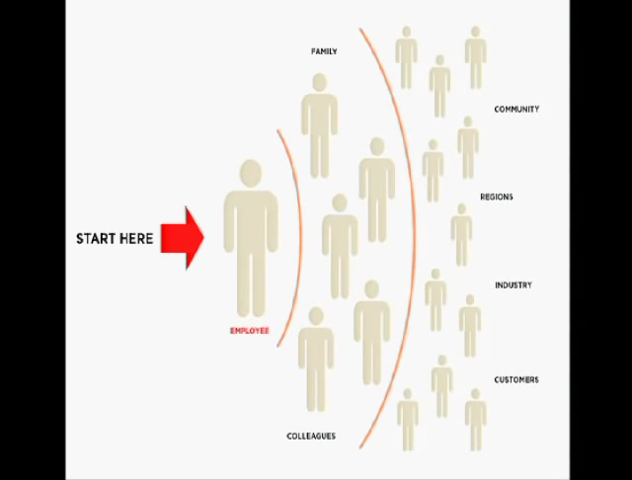 FAMILY
COMMUNITY
REGIONS
START HERE
INDUSTRY
EMPLOYEE
CUSTOMERS
COLLEAGUES